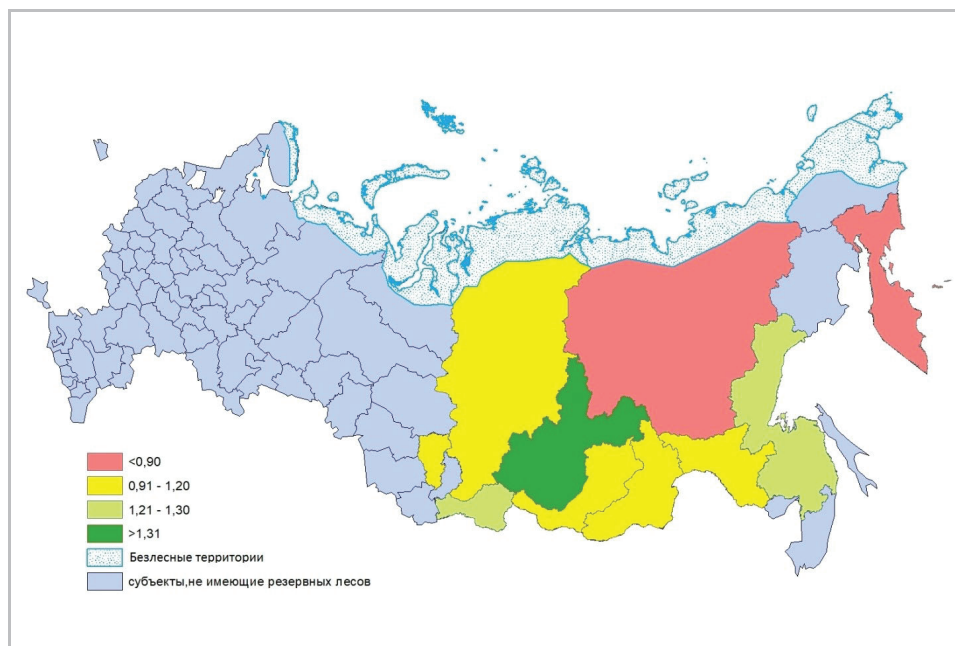 <0,90
0,91 - 1,20
1,21 - 1,30
>1,31
Безлесные территории
субъекты,не имеющие резервных лесов